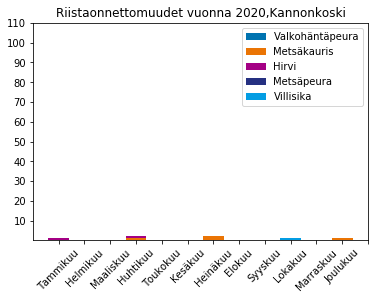 Riistaonnettomuudet vuonna 2020,Kannonkoski
110
100
90
80
70
60
50
40
30
20
10
Valkohäntäpeura
Metsäkauris
Hirvi
Metsäpeura
Villisika
Tammikuu
Helmikuu
Maaliskuu
Huhtikuu
Toukokuu
Kesäkuu
Heinäkuu
Elokuu
Syyskuu
Lokakuu
Marraskuu
Joulukuu